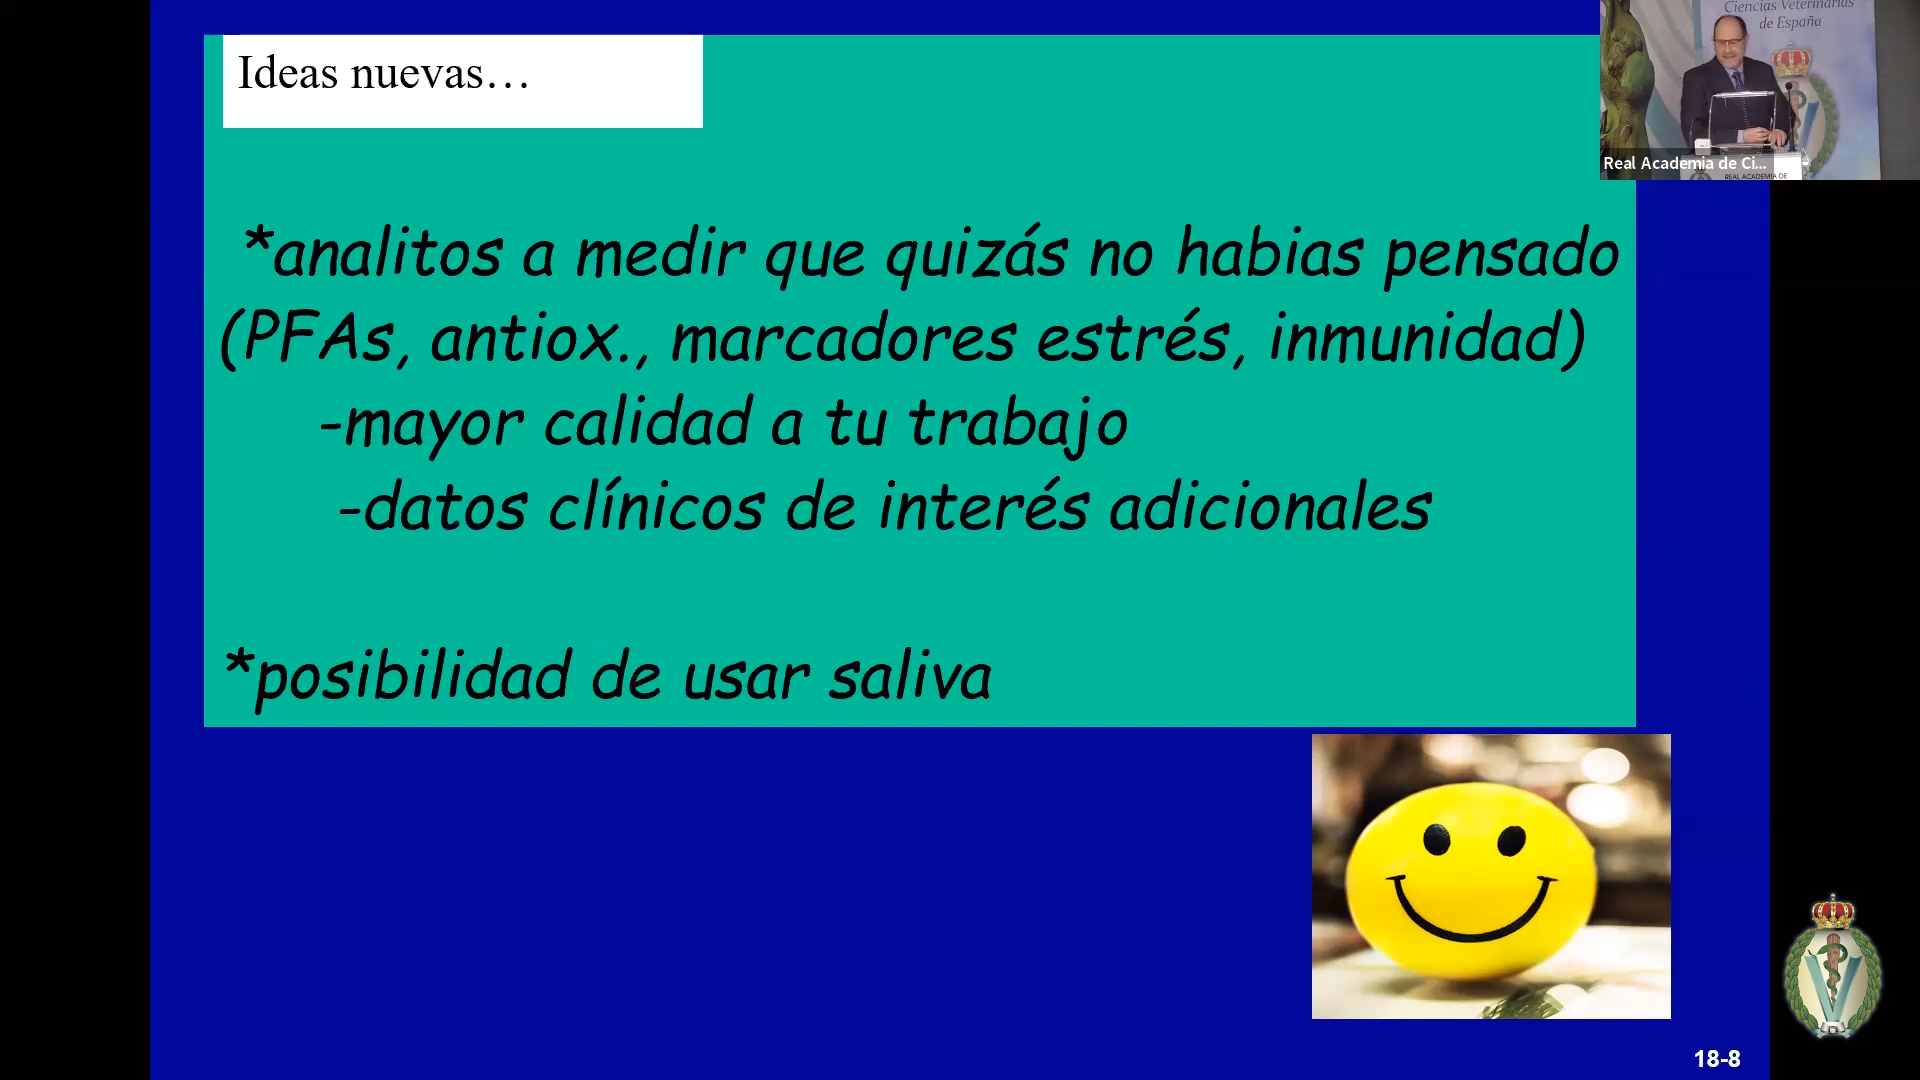 Ideas nuevas…
*analitos a medir que quizás no habias pensado
(PFAs, antiox., marcadores estrés, inmunidad)
-mayor calidad a tu trabajo
-datos clínicos de interés adicionales
*posibilidad de usar saliva
Ciencias Veterinarias
de España
Real Academia de Ci...
REAL ACADEMIA DE
18-8